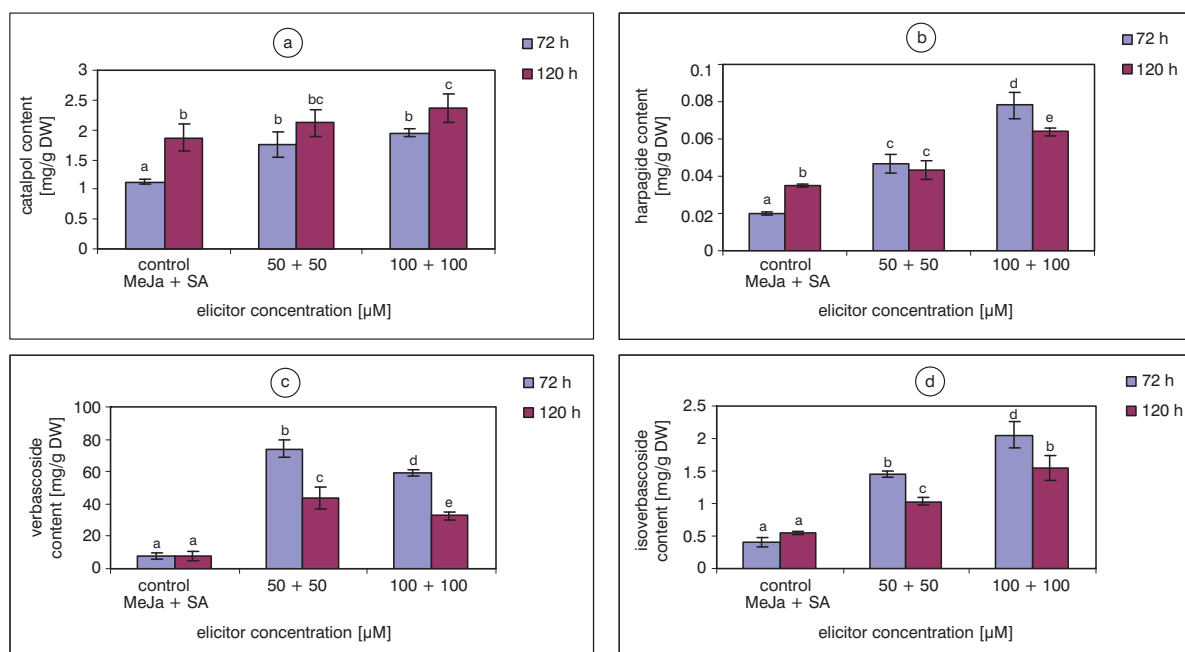 a
72 h
120 h
catalpol content
[mg/g DW]
3
2.5
2
1.5
1
0.5
0
a
b
b
bc
b
c
control
MeJa + SA
50 + 50
100 + 100
elicitor concentration [µM]
b
72 h
120 h
harpagide content
[mg/g DW]
0.1
0.08
0.06
0.04
0.02
0
a
b
c
c
d
e
control
MeJa + SA
50 + 50
100 + 100
elicitor concentration [µM]
c
72 h
120 h
verbascoside
content [mg/g DW]
100
80
60
40
20
0
a
a
b
c
d
e
control
MeJa + SA
50 + 50
100 + 100
elicitor concentration [µM]
d
72 h
120 h
isoverbascoside
content [mg/g DW]
2.5
2
1.5
1
0.5
0
a
a
b
c
d
b
control
MeJa + SA
50 + 50
100 + 100
elicitor concentration [µM]